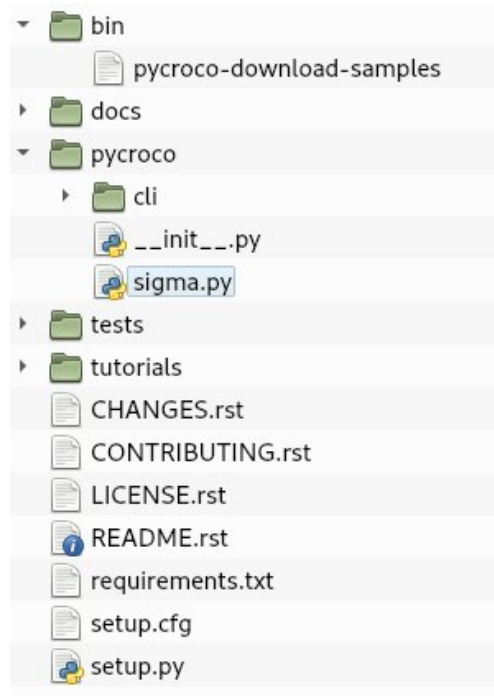 bin
pycroco-download-samples
docs
pycroco
cli
__init__.py
sigma.py
tests
tutorials
CHANGES.rst
CONTRIBUTING.rst
LICENSE.rst
README.rst
requirements.txt
setup.cfg
setup.py